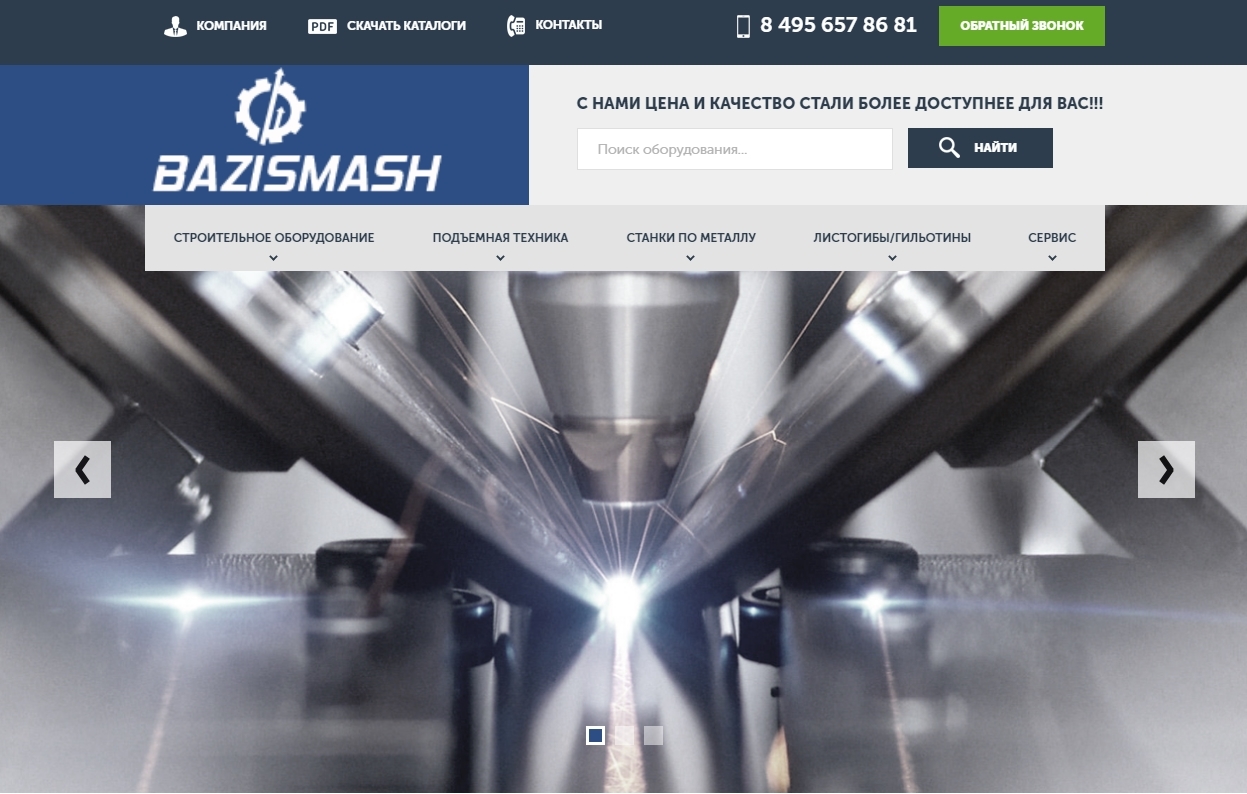 КОМПАНИЯ
PDF СКАЧАТЬ КАТАЛОГИ
КОНТАКТЫ
8 495 657 86 81
ОБРАТНЫЙ ЗВОНОК
BAZISMASH
С НАМИ ЦЕНА И КАЧЕСТВО СТАЛИ БОЛЕЕ ДОСТУПНЕЕ ДЛЯ ВАС!!!
Поиск оборудования...
НАЙТИ
СТРОИТЕЛЬНОЕ ОБОРУДОВАНИЕ
ПОДЪЕМНАЯ ТЕХНИКА
СТАНКИ ПО МЕТАЛЛУ
ЛИСТОГИБЫ/ГИЛЬОТИНЫ
СЕРВИС